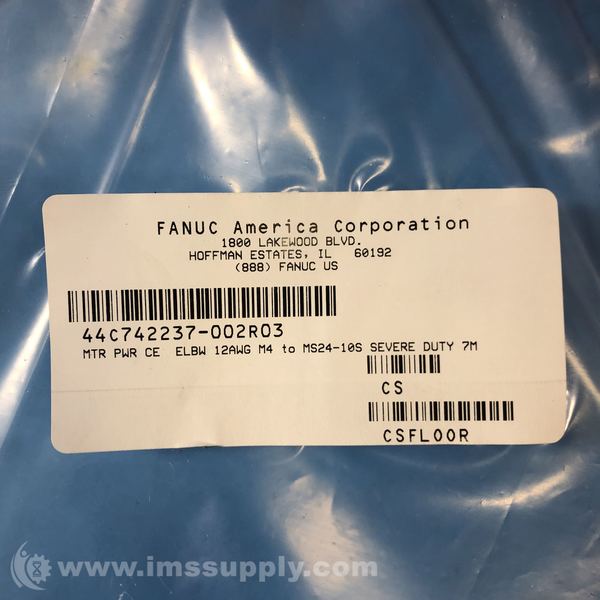 FANUC America Corporation
1800 LAKEWOOD BLVD.
HOFFMAN ESTATES, IL 60192
(888) FANUC US
44C742237-002R03
MTR PWR CE ELBW 12AWG M4 to MS24-10S SEVERE DUTY 7M
CS
CSFLOOR
www.imssupply.com